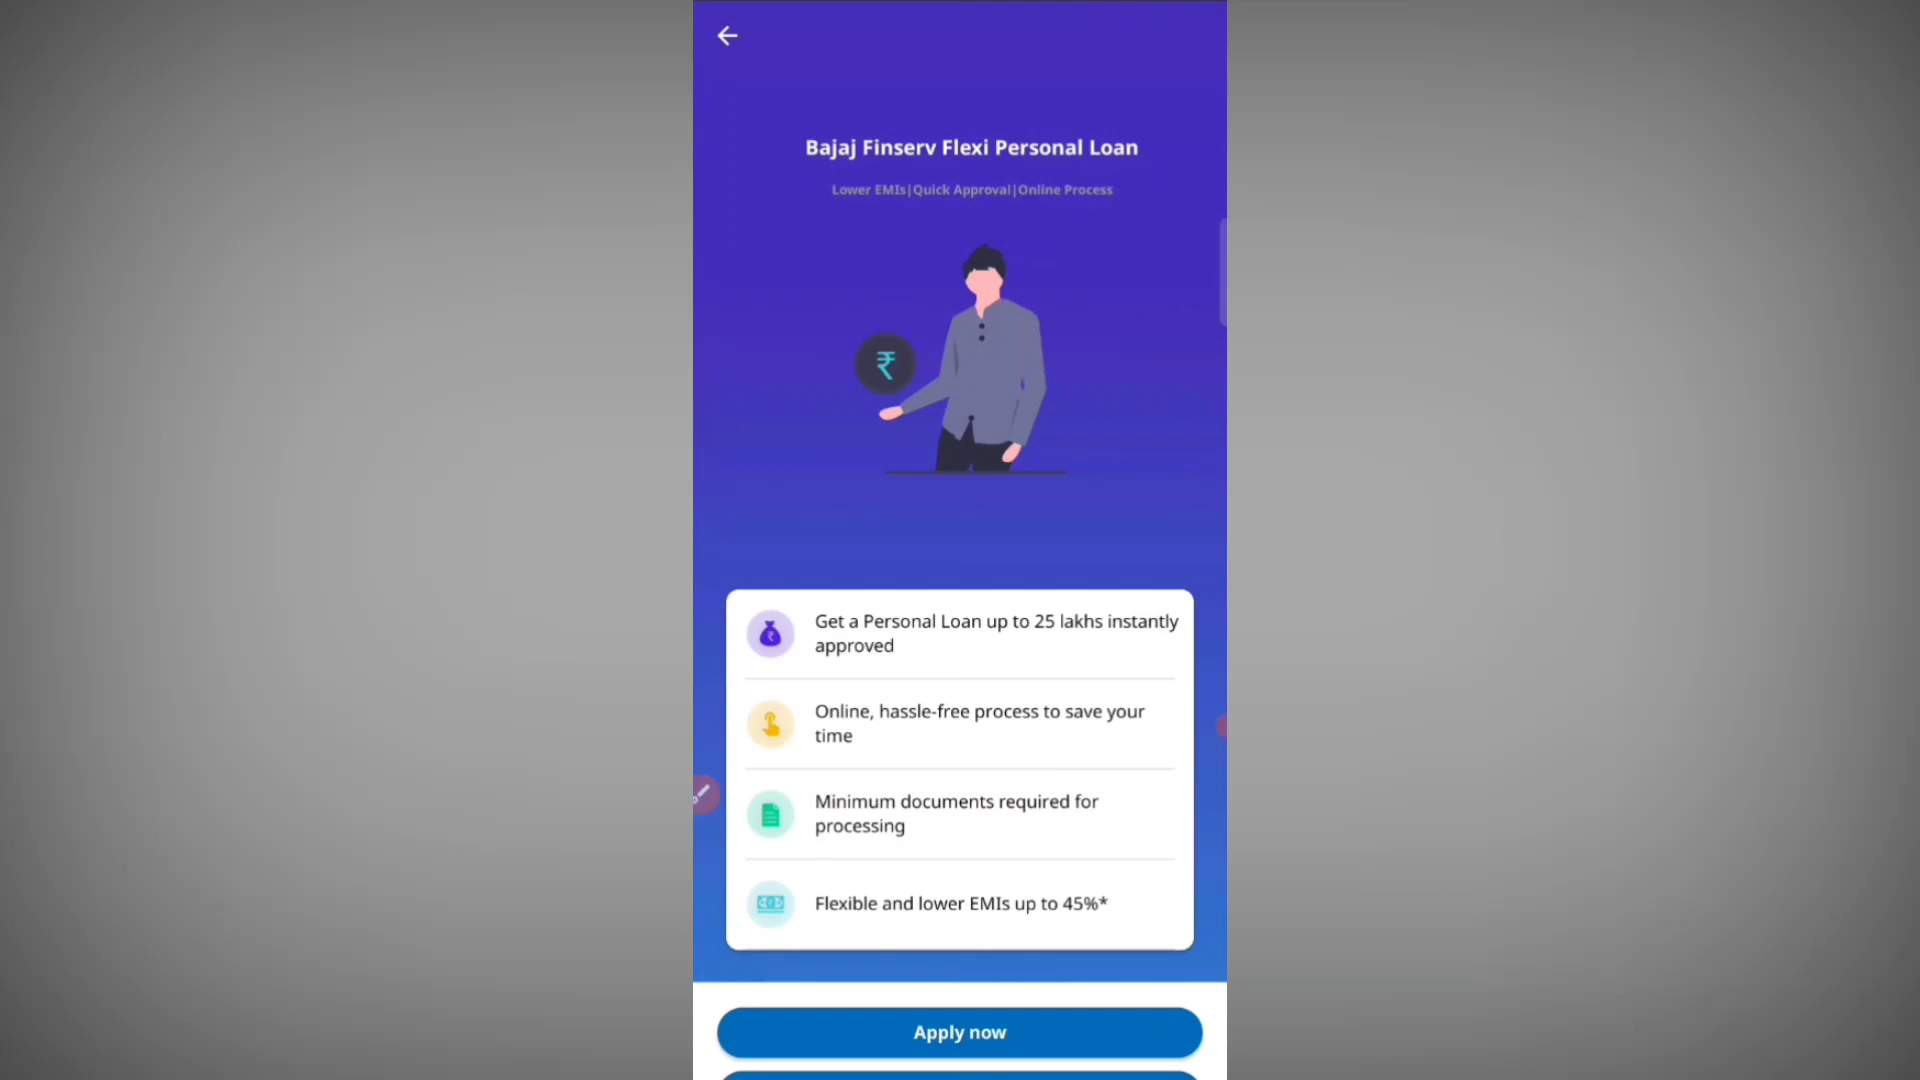 Bajaj Finserv Flexi Personal Loan
Lower EMIs|Quick Approval|Online Process
₹
₹
Get a Personal Loan up to 25 lakhs instantly
approved
Online, hassle-free process to save your
time
Minimum documents required for
processing
Flexible and lower EMIs up to 45%*
Apply now